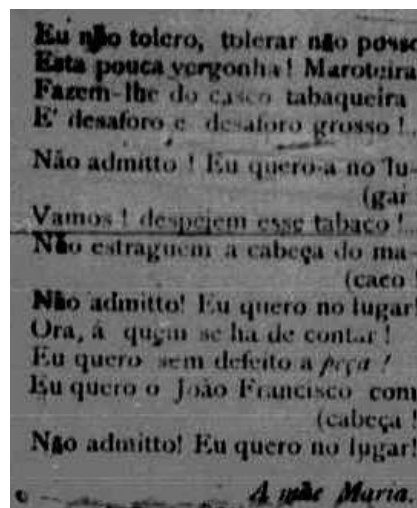 Eu não tolero, tolerar não posso
Esta pouca vergonha! Maroteira
Fazem-lhe do casco tabaqueira
E' desaforo e desaforo grosso!..
Não admitto! Eu quero-a no lu-
(gar
Vamos! despejem esse tabaco!..
Não estraguem a cabeça do ma-
(caco!
Não admitto! Eu quero no lugar!
Ora, á quem se ha de contar!
Eu quero sem defeito a peça!
Eu quero o João Francisco com
(cabeça!
Não admitto! Eu quero no lugar!
A mãe Maria.